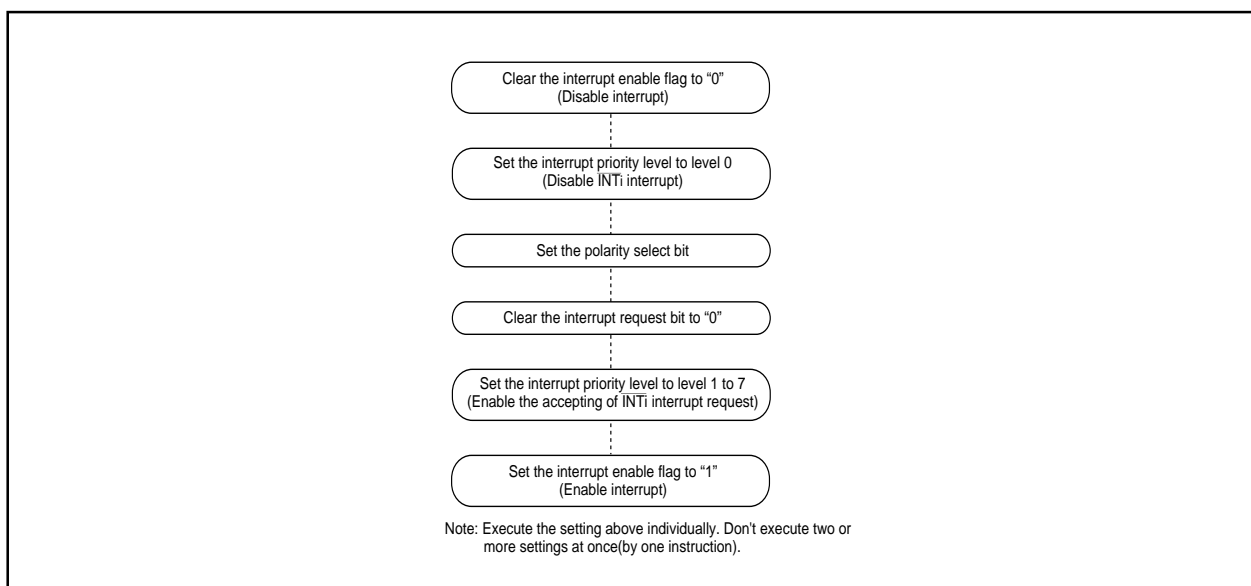 Clear the interrupt enable flag to “0”
(Disable interrupt)
Set the interrupt priority level to level 0
(Disable INTi interrupt)
Set the polarity select bit
Clear the interrupt request bit to “0”
Set the interrupt priority level to level 1 to 7
(Enable the accepting of INTi interrupt request)
Set the interrupt enable flag to “1”
(Enable interrupt)
Note: Execute the setting above individually. Don’t execute two or
more settings at once(by one instruction).